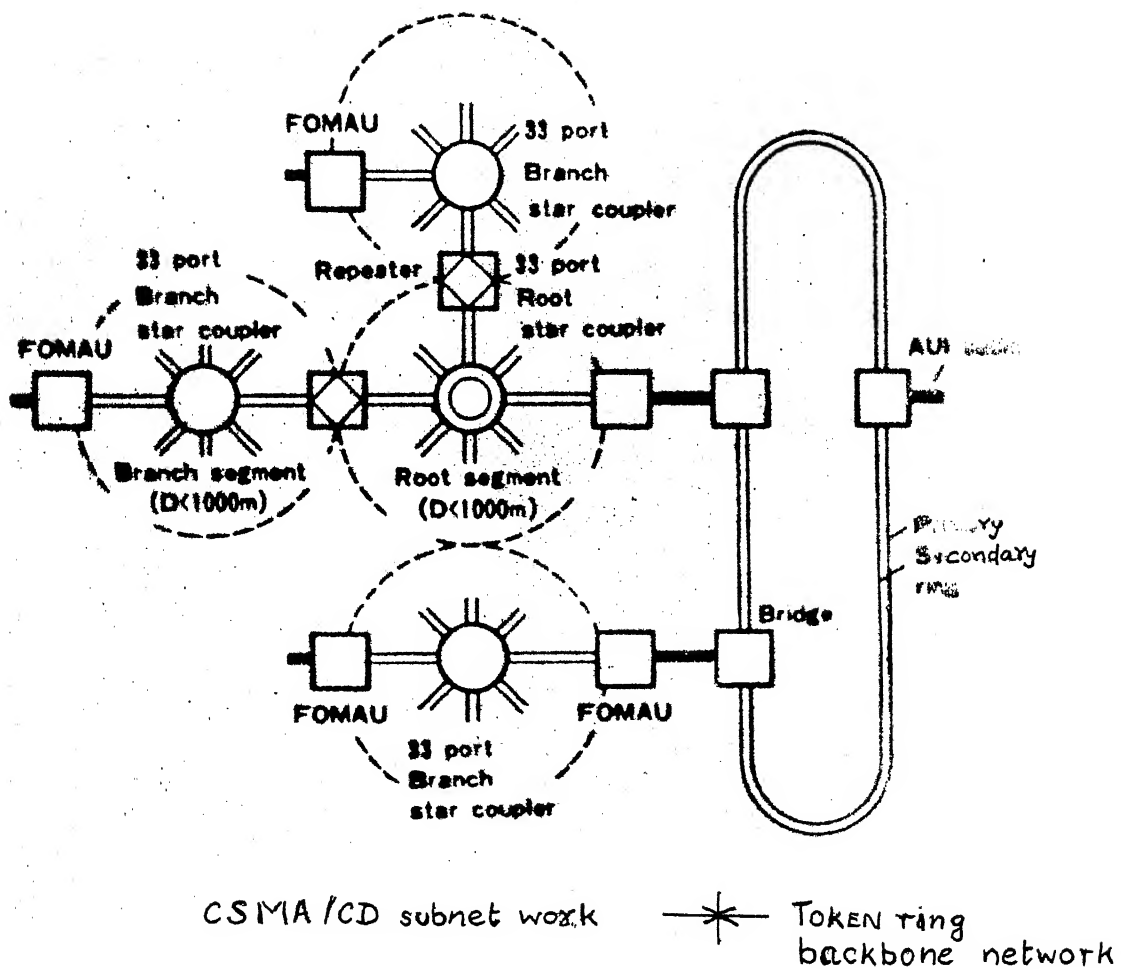 FOMAU
33 port
Branch
star coupler
33 port
Branch
star coupler
Repeater
33 port
Root
star coupler
FOMAU
AUI
Branch segment
(D<1000m)
Root segment
(D<1000m)
Secondary
ring
Bridge
FOMAU
FOMAU
33 port
Branch
star coupler
CSMA/CD subnet work
TOKEN ring
backbone network